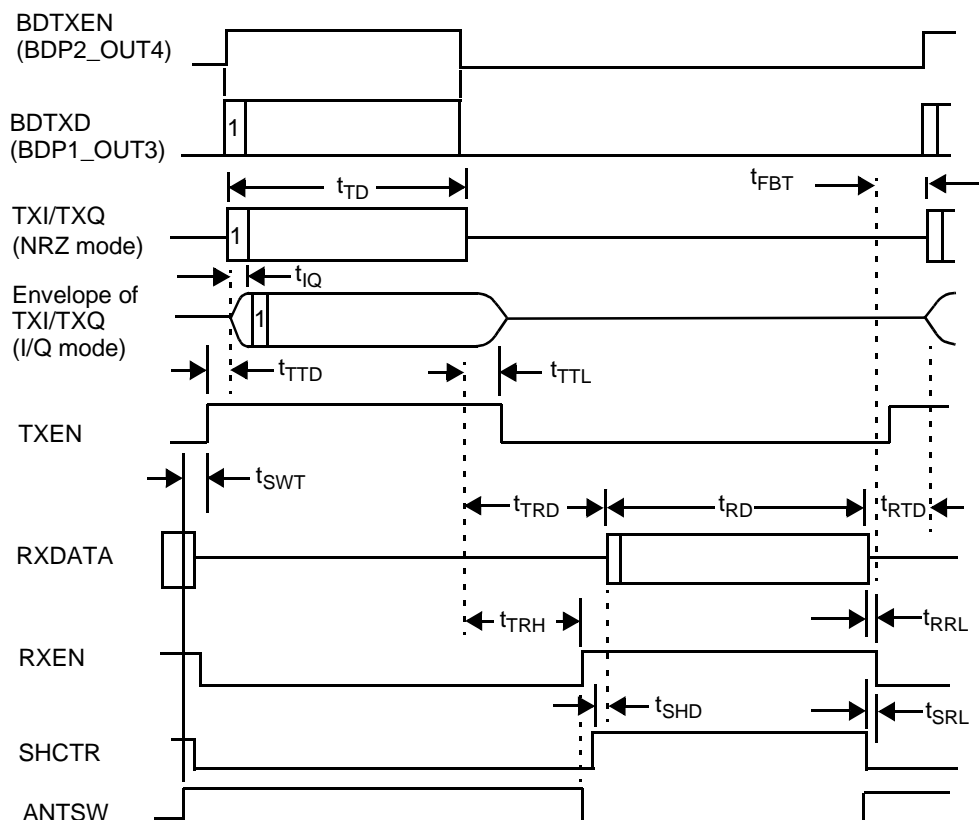 BDTXEN
(BDP2_OUT4)
BDTXD
(BDP1_OUT3)
1
tTD
tFBT
TXI/TXQ
(NRZ mode)
1
tIQ
Envelope of
TXI/TXQ
(I/Q mode)
1
tTTD
tTTL
TXEN
tSWT
tTRD
tRD
tRTD
RXDATA
tTRH
tRRL
RXEN
tSHD
tSRL
SHCTR
ANTSW